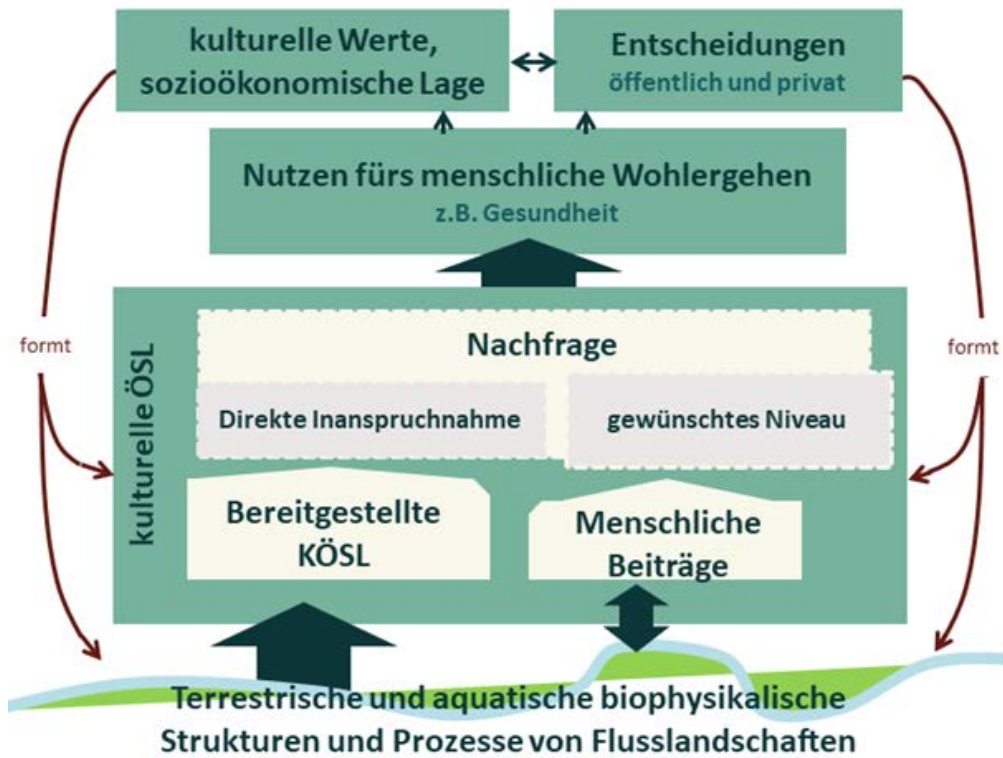 kulturelle Werte,
sozioökonomische Lage
Entscheidungen
öffentlich und privat
Nutzen fürs menschliche Wohlergehen
z.B. Gesundheit
formt
formt
kulturelle ÖSL
Nachfrage
Direkte Inanspruchnahme
gewünschtes Niveau
Bereitgestellte
KÖSL
Menschliche
Beiträge
Terrestrische und aquatische biophysikalische
Strukturen und Prozesse von Flusslandschaften